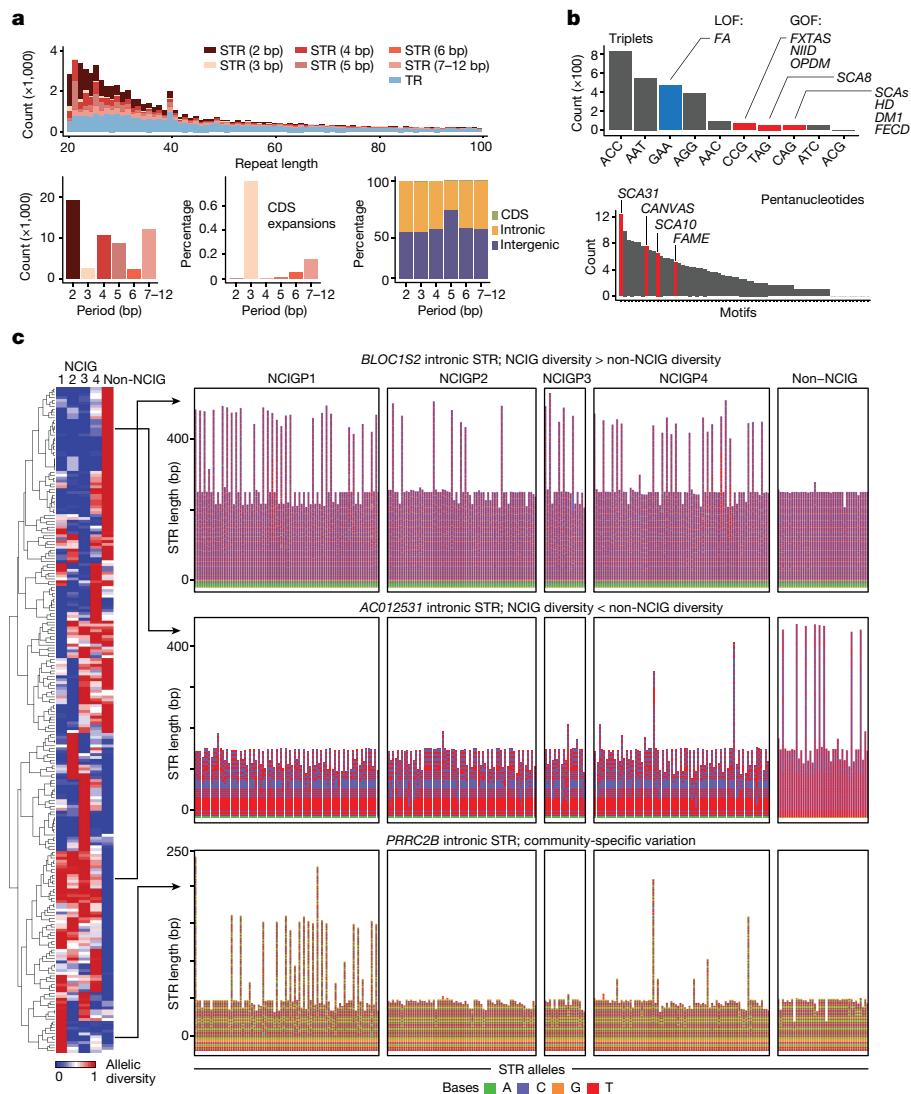 a
Count (×1,000)
4
2
0
STR (2 bp)
STR (4 bp)
STR (6 bp)
STR (3 bp)
STR (5 bp)
STR (7–12 bp)
TR
20
40
60
80
100
Repeat length
Count (×1,000)
20
10
0
2 3 4 5 6 7–12
Period (bp)
Percentage
0.6
0.4
0.2
0
CDS
expansions
2 3 4 5 6 7–12
Period (bp)
Percentage
100
50
0
CDS
Intronic
Intergenic
2 3 4 5 6 7–12
Period (bp)
b
Triplets
LOF:
FA
GOF:
FXTAS
NIID
OPDM
SCA8
SCAs
HD
DM1
FECD
Count (×100)
8
6
4
2
0
ACC AAT GAA AGG AAC CCG TAG CAG ATC ACG
Pentanucleotides
SCA31
CANVAS
SCA10
FAME
Count
12
8
4
0
Motifs
c
NCIG
1 2 3 4 Non-NCIG
Allelic
diversity
0 1
BLOC1S2 intronic STR; NCIG diversity > non-NCIG diversity
NCIGP1 NCIGP2 NCIGP3 NCIGP4 Non–NCIG
STR length (bp)
400
0
AC012531 intronic STR; NCIG diversity < non-NCIG diversity
STR length (bp)
400
0
PRRC2B intronic STR; community-specific variation
STR length (bp)
250
0
STR alleles
Bases A C G T